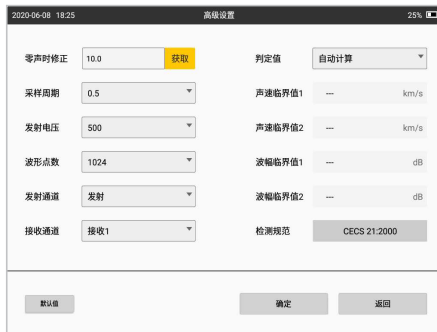 2020-06-08 18:25 高级设置 25%
零声时修正 10.0 获取 判定值 自动计算
采样周期 0.5 声速临界值1 --- km/s
发射电压 500 声速临界值2 --- km/s
波形点数 1024 波幅临界值1 --- dB
发射通道 发射 波幅临界值2 --- dB
接收通道 接收1 检测规范 CECS 21:2000
默认值 确定 返回